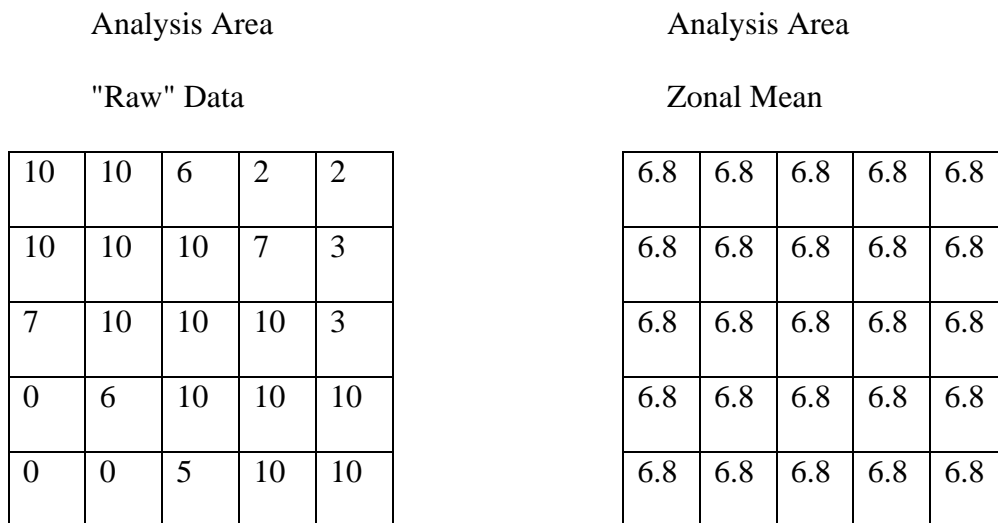 Analysis Area
"Raw" Data
10 10 6 2 2
10 10 10 7 3
7 10 10 10 3
0 6 10 10 10
0 0 5 10 10
Analysis Area
Zonal Mean
6.8 6.8 6.8 6.8 6.8
6.8 6.8 6.8 6.8 6.8
6.8 6.8 6.8 6.8 6.8
6.8 6.8 6.8 6.8 6.8
6.8 6.8 6.8 6.8 6.8